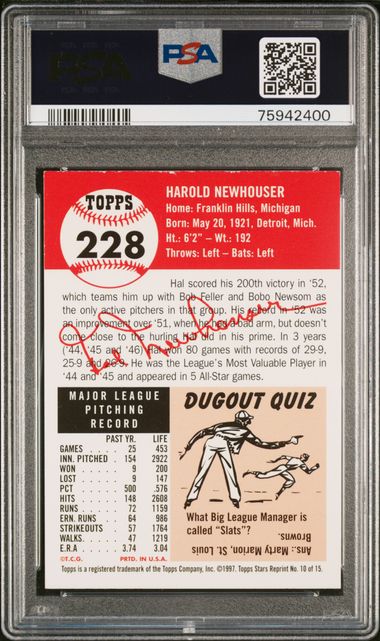 PSA
PSA
75942400
TOPPS
228
HAROLD NEWHOUSER
Home: Franklin Hills, Michigan
Born: May 20, 1921, Detroit, Mich.
Ht.: 6'2" – Wt.: 192
Throws: Left – Bats: Left
Hal scored his 200th victory in '52,
which teams him up with Bob Feller and Bobo Newsom as
the only active pitchers in that group. His record in '52 was
an improvement over '51, when he had a bad arm, but doesn't
come close to the hurling Hal did in his prime. In 3 years
('44, '45 and '46) Hal won 80 games with records of 29-9,
25-9 and 26-9. He was the League's Most Valuable Player in
'44 and '45 and appeared in 5 All-Star games.
Hal Newhouser
MAJOR LEAGUE
PITCHING
RECORD
PAST YR. LIFE
GAMES 25 453
INN. PITCHED 154 2922
WON 9 200
LOST 9 147
PCT 500 .576
HITS 148 2608
RUNS 72 1159
ERN. RUNS 64 986
STRIKEOUTS 57 1764
WALKS 47 1219
E.R.A 3.74 3.04
©T.C.G. PRTD. IN U.S.A.
DUGOUT QUIZ
What Big League Manager is
called "Slats"?
Ans.: Marty Marion, St. Louis
Browns.
Topps is a registered trademark of The Topps Company, Inc. ©1997. Topps Stars Reprint No. 10 of 15.